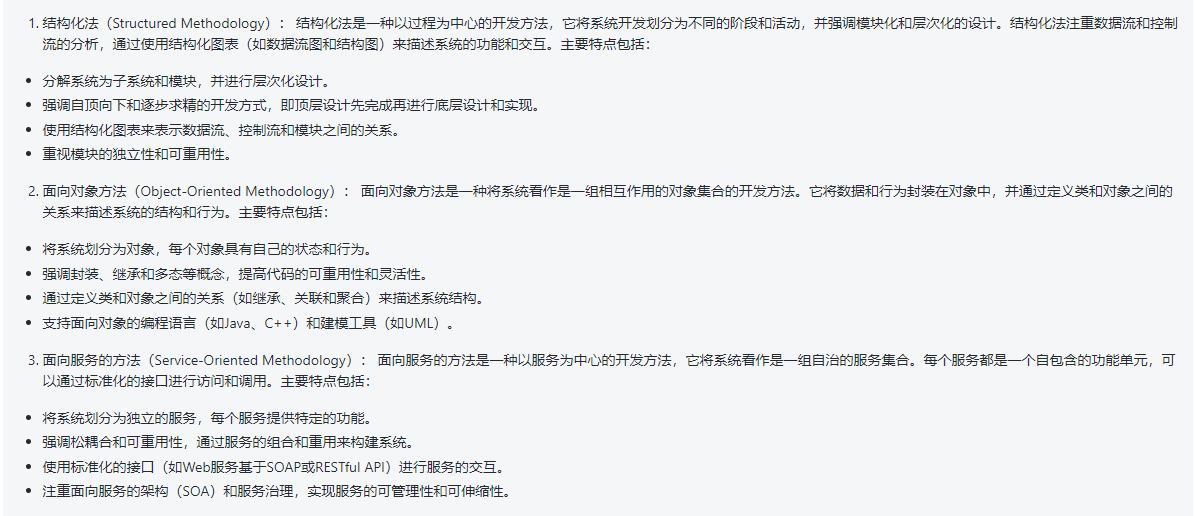 1. 结构化法（Structured Methodology）： 结构化法是一种以过程为中心的开发方法，它将系统开发划分为不同的阶段和活动，并强调模块化和层次化的设计。结构化法注重数据流和控制
流的分析，通过使用结构化图表（如数据流图和结构图）来描述系统的功能和交互。主要特点包括：
• 分解系统为子系统和模块，并进行层次化设计。
• 强调自顶向下和逐步求精的开发方式，即顶层设计先完成再进行底层设计和实现。
• 使用结构化图表来表示数据流、控制流和模块之间的关系。
• 重视模块的独立性和可重用性。
2. 面向对象方法（Object-Oriented Methodology）： 面向对象方法是一种将系统看作是一组相互作用的对象集合的开发方法。它将数据和行为封装在对象中，并通过定义类和对象之间的
关系来描述系统的结构和行为。主要特点包括：
• 将系统划分为对象，每个对象具有自己的状态和行为。
• 强调封装、继承和多态等概念，提高代码的可重用性和灵活性。
• 通过定义类和对象之间的关系（如继承、关联和聚合）来描述系统结构。
• 支持面向对象的编程语言（如Java、C++）和建模工具（如UML）。
3. 面向服务的方法（Service-Oriented Methodology）： 面向服务的方法是一种以服务为中心的开发方法，它将系统看作是一组自治的服务集合。每个服务都是一个自包含的功能单元，可
以通过标准化的接口进行访问和调用。主要特点包括：
• 将系统划分为独立的服务，每个服务提供特定的功能。
• 强调松耦合和可重用性，通过服务的组合和重用来构建系统。
• 使用标准化的接口（如Web服务基于SOAP或RESTful API）进行服务的交互。
• 注重面向服务的架构（SOA）和服务治理，实现服务的可管理性和可伸缩性。